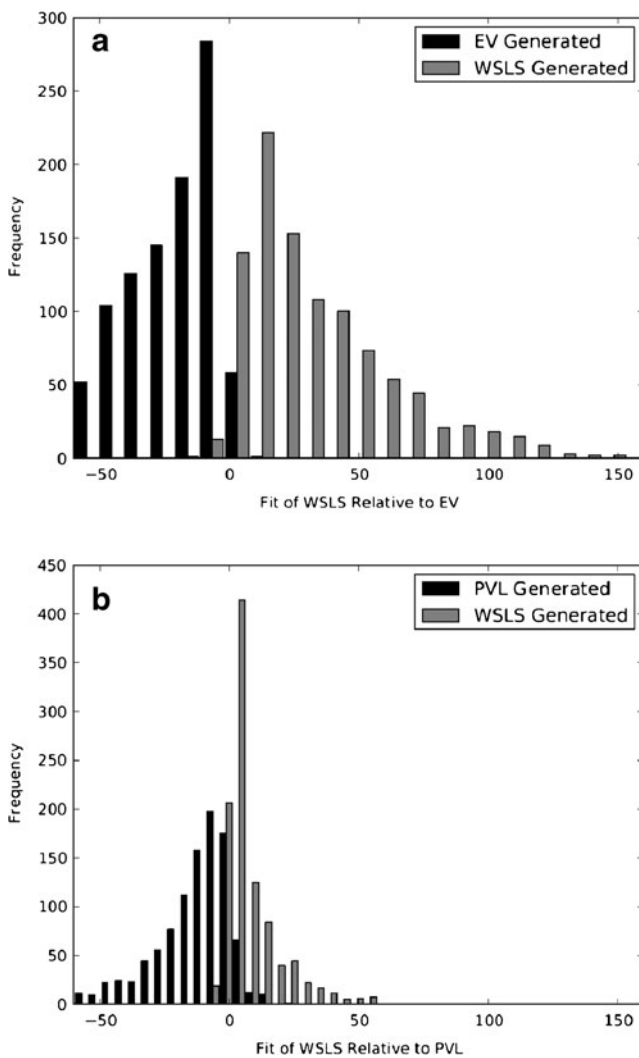 a
EV Generated
WSLS Generated
300
250
200
150
100
50
0
Frequency
−50 0 50 100 150
Fit of WSLS Relative to EV
b
PVL Generated
WSLS Generated
450
400
350
300
250
200
150
100
50
0
Frequency
−50 0 50 100 150
Fit of WSLS Relative to PVL